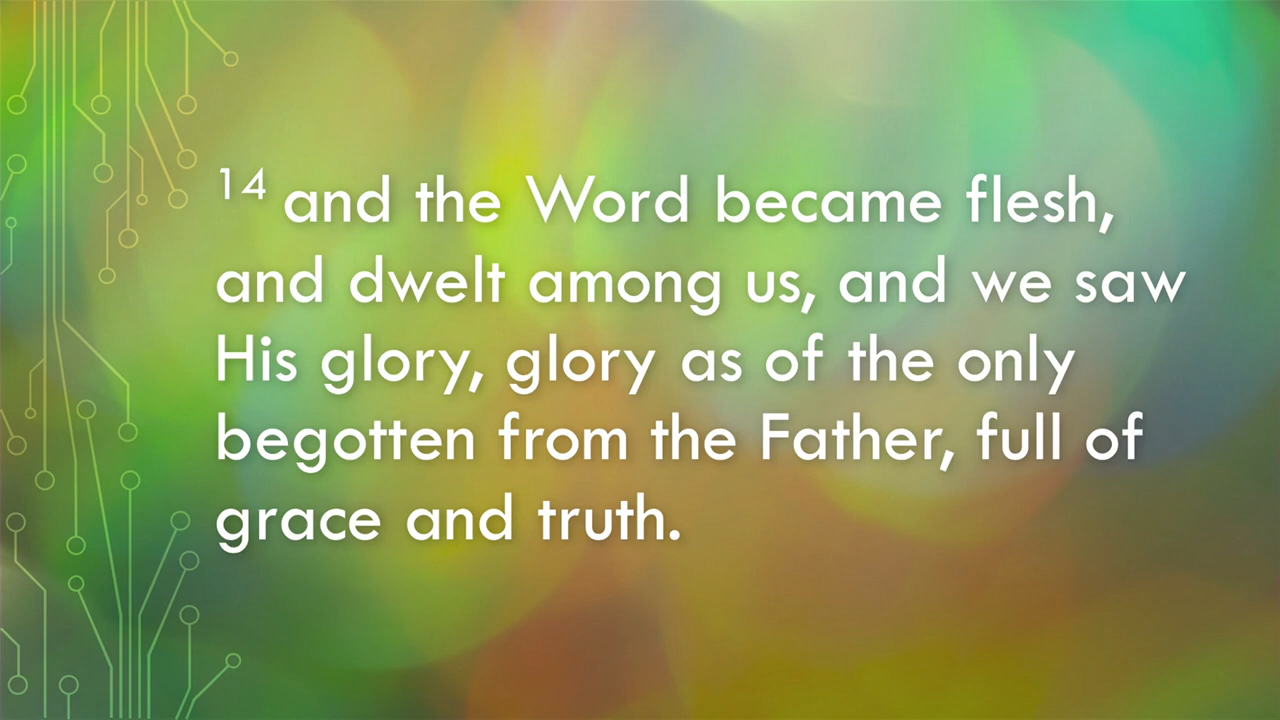 14 and the Word became flesh,
and dwelt among us, and we saw
His glory, glory as of the only
begotten from the Father, full of
grace and truth.